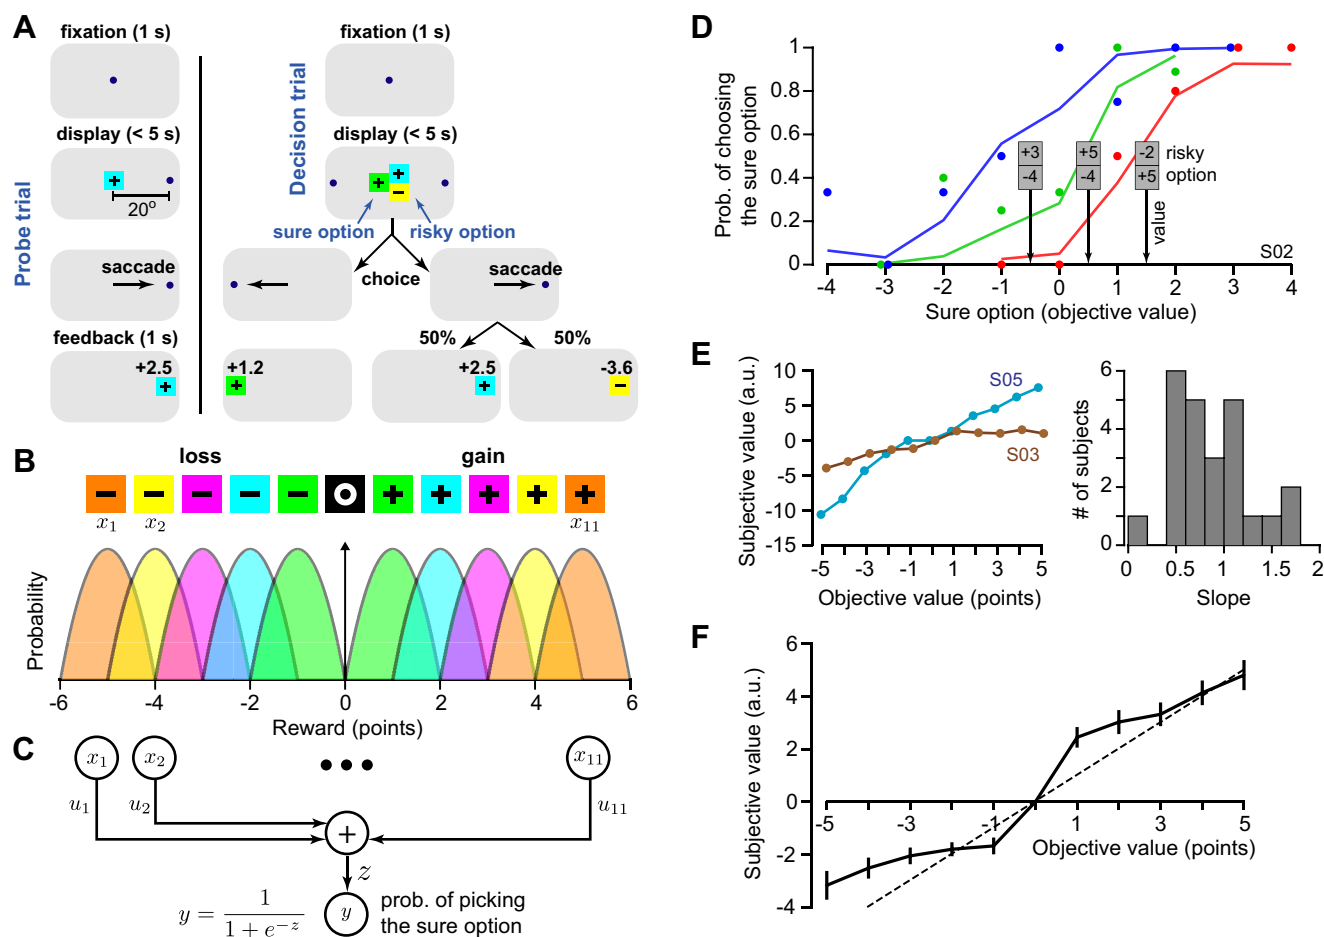 A
fixation (1 s)
fixation (1 s)
Probe trial
Decision trial
display (< 5 s)
display (< 5 s)
+
20°
+
+
−
sure option
risky option
choice
saccade
saccade
50%
50%
feedback (1 s)
+2.5
+
+1.2
+
+2.5
+
-3.6
−
B
loss
gain
− − − − − + + + + +
x1
x2
x11
Probability
-6 -4 -2 0 2 4 6
Reward (points)
C
x1
x2
x11
u1
u2
u11
+
z
y = 1 / (1 + e^−z)
y
prob. of picking
the sure option
D
Prob. of choosing
the sure option
1
0.8
0.6
0.4
0.2
0
+3
-4
+5
-4
-2
+5
risky
option
value
S02
-4 -3 -2 -1 0 1 2 3 4
Sure option (objective value)
E
Subjective value (a.u.)
10
5
0
-5
-10
-15
S05
S03
-5 -3 -1 1 3 5
Objective value (points)
# of subjects
6
4
2
0
0 0.5 1 1.5 2
Slope
F
Subjective value (a.u.)
6
4
2
0
-2
-4
-5 -3 -1 1 3 5
Objective value (points)